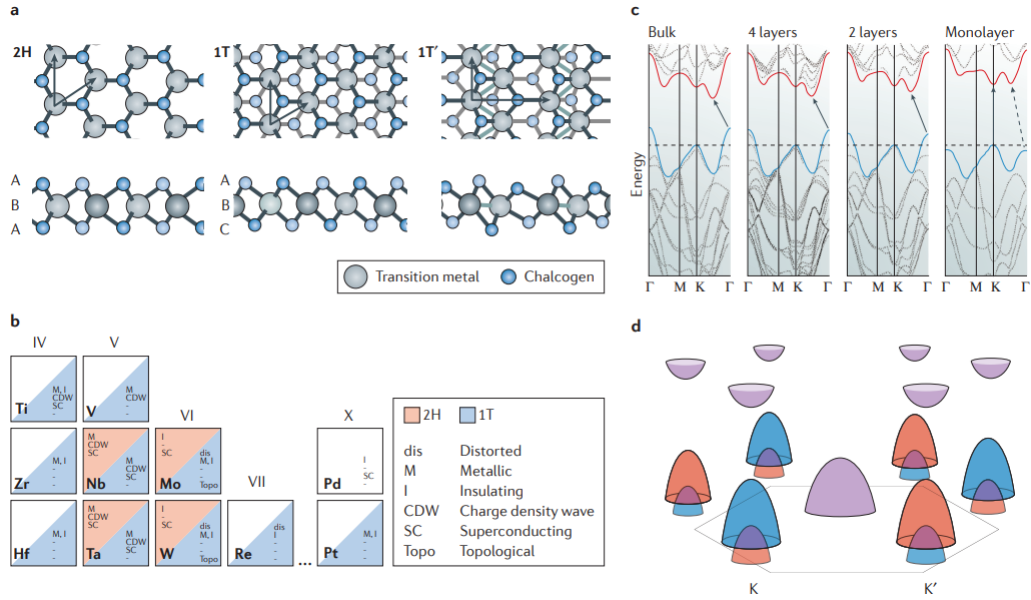 a
2H
1T
1T′
A
B
A
A
B
C
Transition metal
Chalcogen
b
IV
V
VI
VII
X
Ti
M, I
CDW
SC
-
V
M
CDW
-
-
Zr
M, I
-
-
-
Nb
M
CDW
SC
M
CDW
SC
-
Mo
I
-
SC
dis
M, I
-
-
Topo
Pd
I
-
SC
-
Hf
M, I
-
-
-
Ta
M
CDW
SC
M
CDW
SC
-
W
I
-
SC
dis
M, I
-
-
Topo
Re
dis
I
-
-
-
...
Pt
M, I
-
-
-
2H
1T
dis Distorted
M Metallic
I Insulating
CDW Charge density wave
SC Superconducting
Topo Topological
c
Bulk
4 layers
2 layers
Monolayer
Energy
Γ M K Γ
Γ M K Γ
Γ M K Γ
Γ M K Γ
d
K
K′